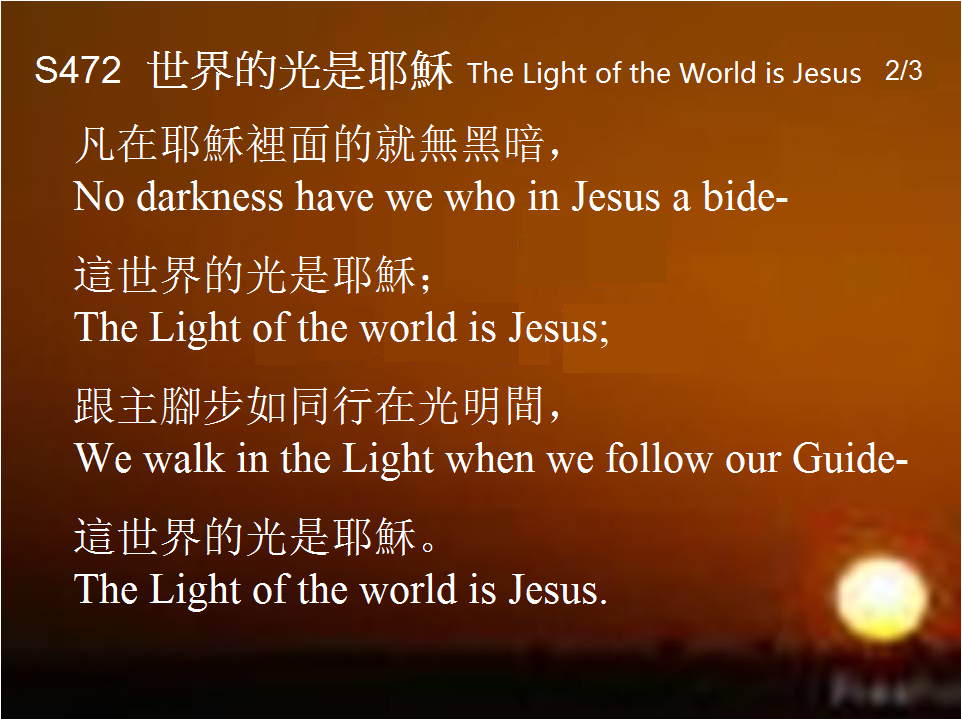 S472 世界的光是耶穌 The Light of the World is Jesus 2/3
凡在耶穌裡面的就無黑暗，
No darkness have we who in Jesus a bide-
這世界的光是耶穌；
The Light of the world is Jesus;
跟主腳步如同行在光明間，
We walk in the Light when we follow our Guide-
這世界的光是耶穌。
The Light of the world is Jesus.